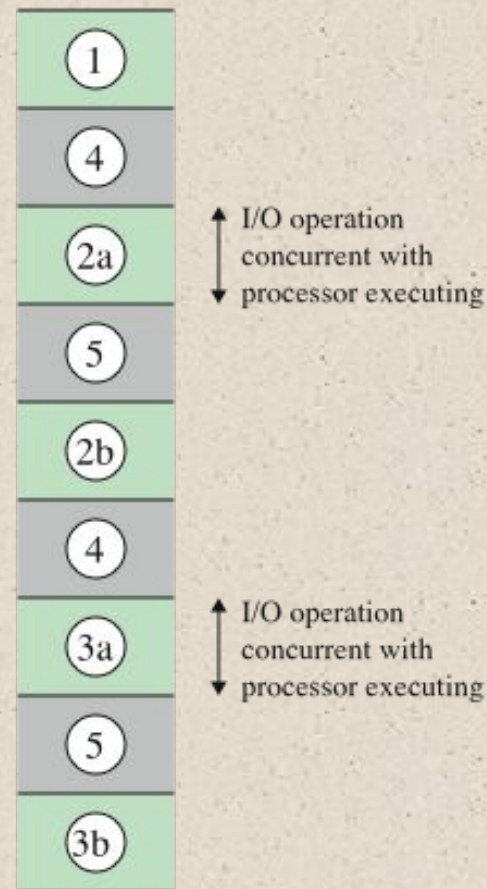 1
4
2a
I/O operation
concurrent with
processor executing
5
2b
4
3a
I/O operation
concurrent with
processor executing
5
3b